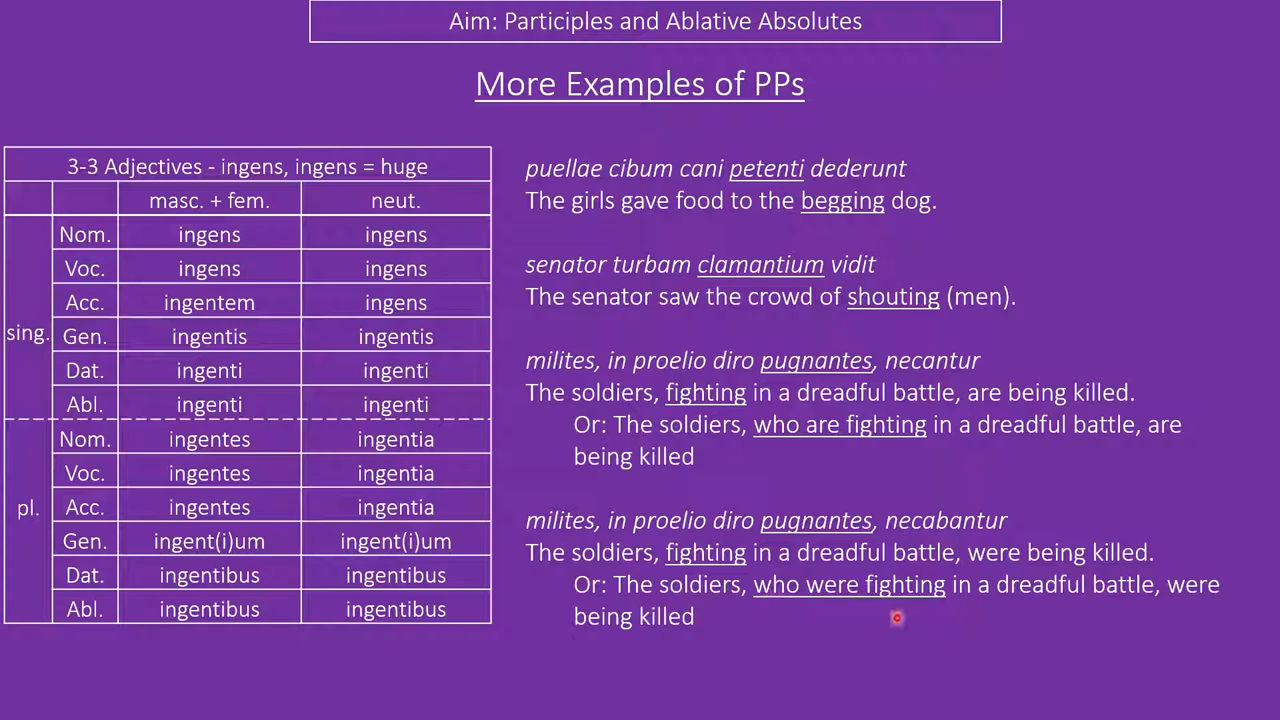 Aim: Participles and Ablative Absolutes
More Examples of PPs
3-3 Adjectives - ingens, ingens = huge
masc. + fem. neut.
sing.
Nom. ingens ingens
Voc. ingens ingens
Acc. ingentem ingens
Gen. ingentis ingentis
Dat. ingenti ingenti
Abl. ingenti ingenti
pl.
Nom. ingentes ingentia
Voc. ingentes ingentia
Acc. ingentes ingentia
Gen. ingent(i)um ingent(i)um
Dat. ingentibus ingentibus
Abl. ingentibus ingentibus
puellae cibum cani petenti dederunt
The girls gave food to the begging dog.
senator turbam clamantium vidit
The senator saw the crowd of shouting (men).
milites, in proelio diro pugnantes, necantur
The soldiers, fighting in a dreadful battle, are being killed.
Or: The soldiers, who are fighting in a dreadful battle, are
being killed
milites, in proelio diro pugnantes, necabantur
The soldiers, fighting in a dreadful battle, were being killed.
Or: The soldiers, who were fighting in a dreadful battle, were
being killed